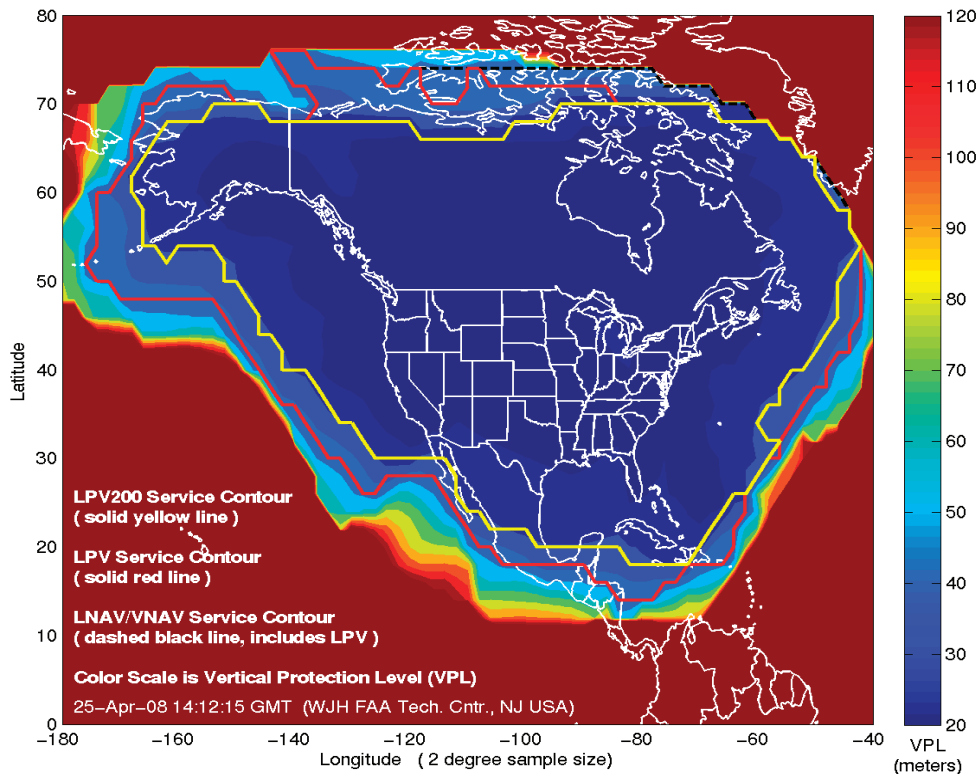 80
70
60
50
40
30
20
10
0
Latitude
LPV200 Service Contour
( solid yellow line )
LPV Service Contour
( solid red line )
LNAV/VNAV Service Contour
( dashed black line, includes LPV )
Color Scale is Vertical Protection Level (VPL)
25-Apr-08 14:12:15 GMT (WJH FAA Tech. Cntr., NJ USA)
-180 -160 -140 -120 -100 -80 -60 -40
Longitude ( 2 degree sample size)
120
110
100
90
80
70
60
50
40
30
20
VPL
(meters)